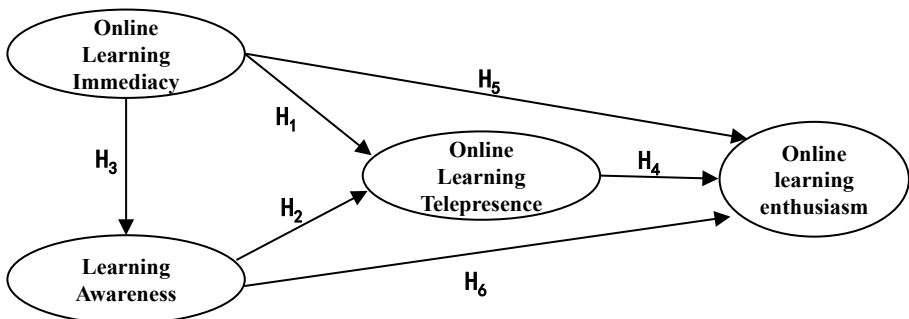 Online
Learning
Immediacy
H5
H1
H3
Online
Learning
Telepresence
H4
Online
learning
enthusiasm
H2
Learning
Awareness
H6